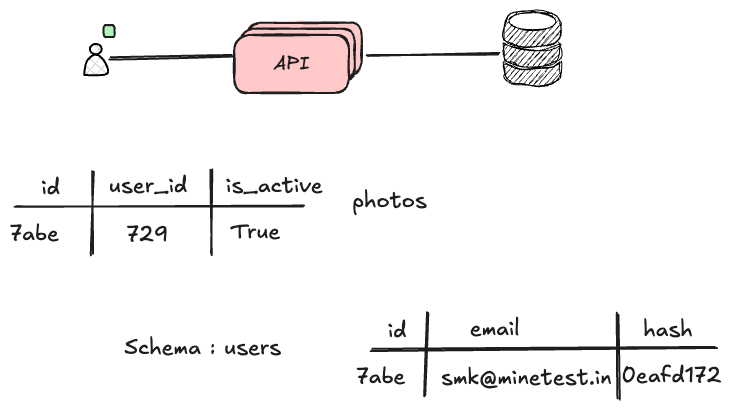 API
id user_id is_active
7abe 729 True
photos
id email hash
Schema : users
7abe smk@minetest.in 0eafd172